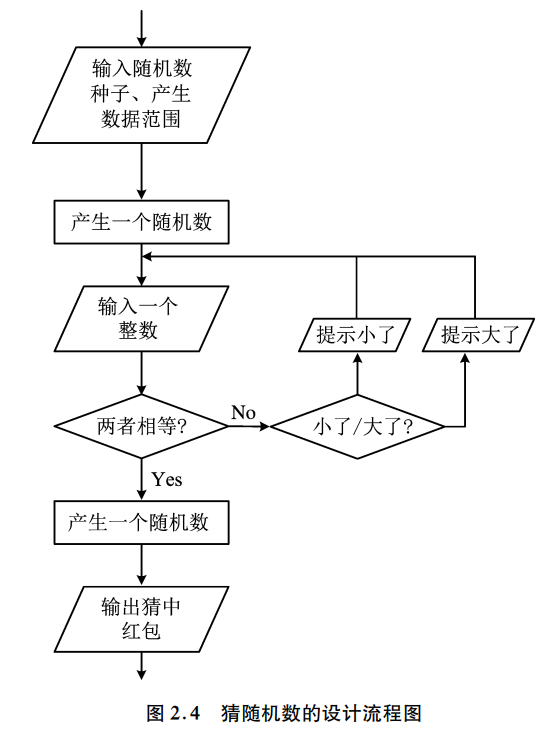 输入随机数
种子、产生
数据范围
产生一个随机数
输入一个
整数
提示小了
提示大了
两者相等?
No
小了/大了?
Yes
产生一个随机数
输出猜中
红包
图 2.4 猜随机数的设计流程图